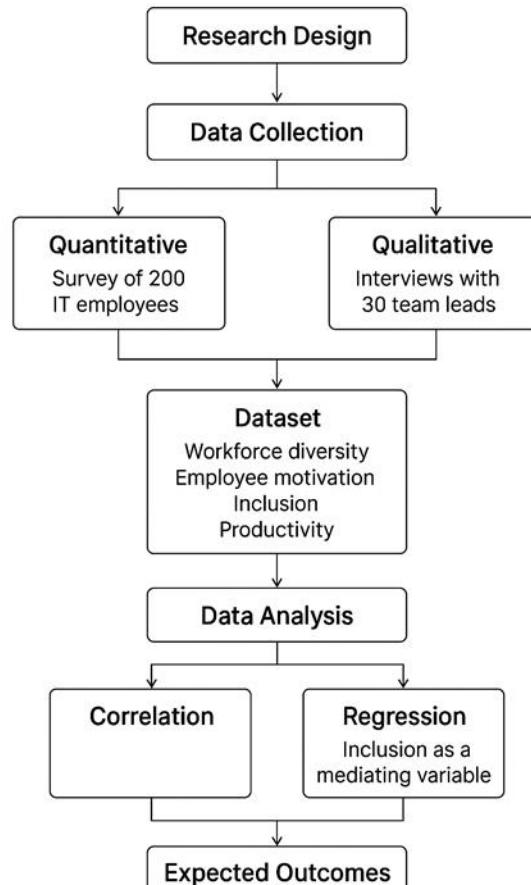 Research Design
Data Collection
Quantitative
Survey of 200
IT employees
Qualitative
Interviews with
30 team leads
Dataset
Workforce diversity
Employee motivation
Inclusion
Productivity
Data Analysis
Correlation
Regression
Inclusion as a
mediating variable
Expected Outcomes